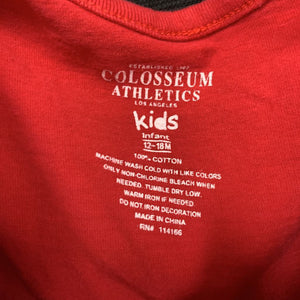 ESTABLISHED 1992
COLOSSEUM
ATHLETICS
LOS ANGELES
kids
Infant
12-18M
100% COTTON
MACHINE WASH COLD WITH LIKE COLORS
ONLY NON-CHLORINE BLEACH WHEN
NEEDED. TUMBLE DRY LOW.
WARM IRON IF NEEDED
DO NOT IRON DECORATION
MADE IN CHINA
RN# 114166